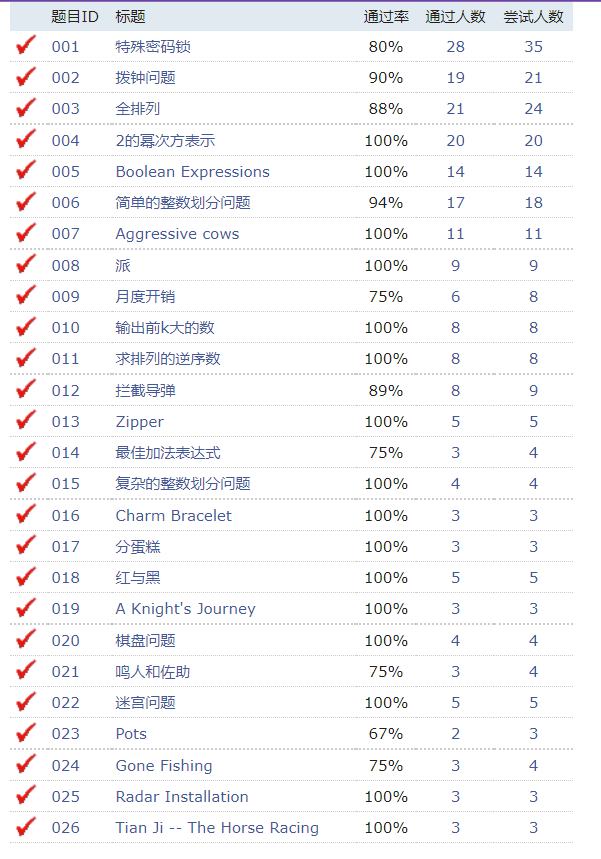 题目ID 标题 通过率 通过人数 尝试人数
001 特殊密码锁 80% 28 35
002 拨钟问题 90% 19 21
003 全排列 88% 21 24
004 2的幂次方表示 100% 20 20
005 Boolean Expressions 100% 14 14
006 简单的整数划分问题 94% 17 18
007 Aggressive cows 100% 11 11
008 派 100% 9 9
009 月度开销 75% 6 8
010 输出前k大的数 100% 8 8
011 求排列的逆序数 100% 8 8
012 拦截导弹 89% 8 9
013 Zipper 100% 5 5
014 最佳加法表达式 75% 3 4
015 复杂的整数划分问题 100% 4 4
016 Charm Bracelet 100% 3 3
017 分蛋糕 100% 3 3
018 红与黑 100% 5 5
019 A Knight's Journey 100% 3 3
020 棋盘问题 100% 4 4
021 鸣人和佐助 75% 3 4
022 迷宫问题 100% 5 5
023 Pots 67% 2 3
024 Gone Fishing 75% 3 4
025 Radar Installation 100% 3 3
026 Tian Ji -- The Horse Racing 100% 3 3